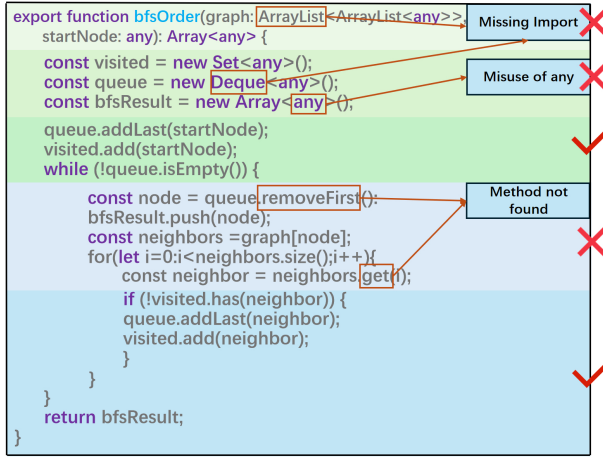 export function bfsOrder(graph: ArrayList<ArrayList<any>>,
Missing Import
startNode: any): Array<any> {
const visited = new Set<any>();
const queue = new Deque<any>();
Misuse of any
const bfsResult = new Array<any>();
queue.addLast(startNode);
visited.add(startNode);
while (!queue.isEmpty()) {
const node = queue.removeFirst();
Method not
found
bfsResult.push(node);
const neighbors =graph[node];
for(let i=0:i<neighbors.size();i++){
const neighbor = neighbors.get(i);
if (!visited.has(neighbor)) {
queue.addLast(neighbor);
visited.add(neighbor);
}
}
}
return bfsResult;
}